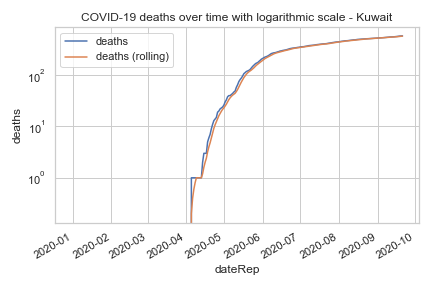 COVID-19 deaths over time with logarithmic scale - Kuwait
deaths
deaths (rolling)
10²
10¹
10⁰
deaths
2020-01
2020-02
2020-03
2020-04
2020-05
2020-06
2020-07
2020-08
2020-09
2020-10
dateRep